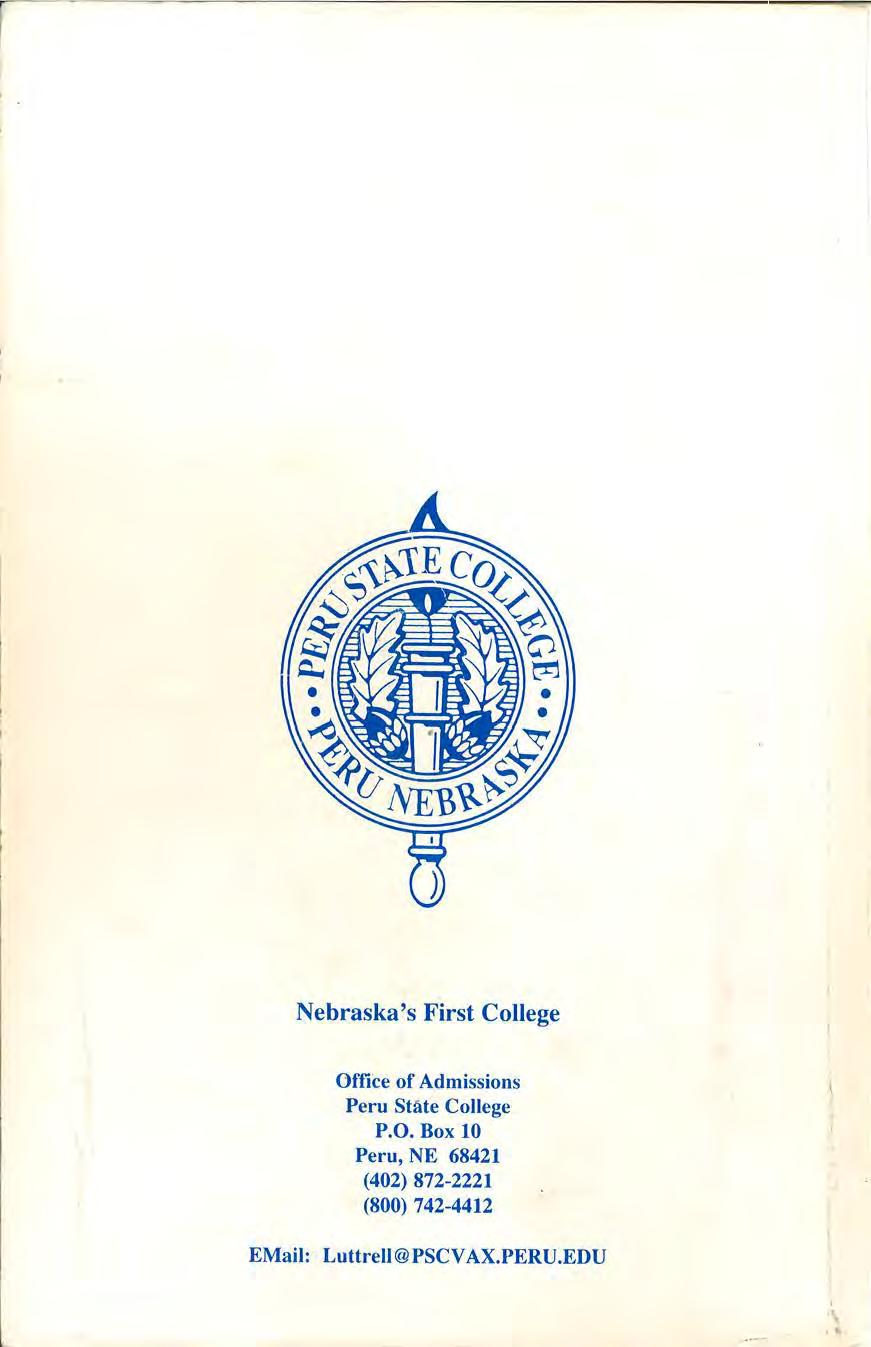 PERU STATE COLLEGE
PERU NEBRASKA
Nebraska's First College
Office of Admissions
Peru State College
P.O. Box 10
Peru, NE 68421
(402) 872-2221
(800) 742-4412
EMail: Luttrell@PSCVAX.PERU.EDU